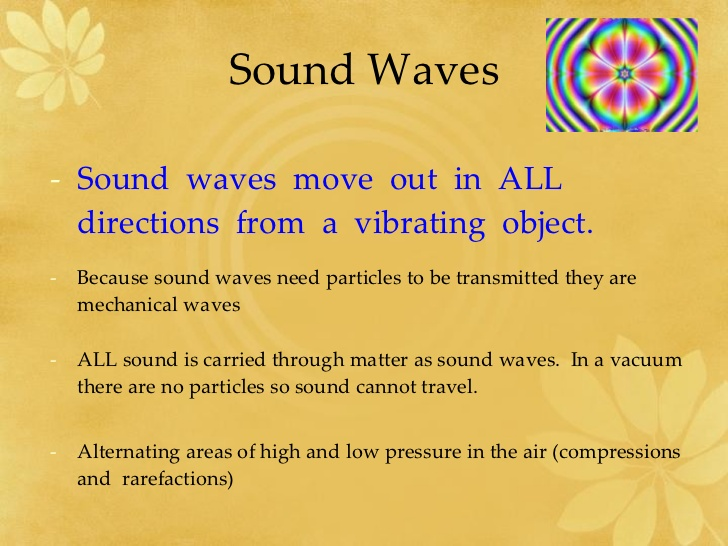 Sound Waves
- Sound waves move out in ALL
directions from a vibrating object.
- Because sound waves need particles to be transmitted they are
mechanical waves
- ALL sound is carried through matter as sound waves. In a vacuum
there are no particles so sound cannot travel.
- Alternating areas of high and low pressure in the air (compressions
and rarefactions)